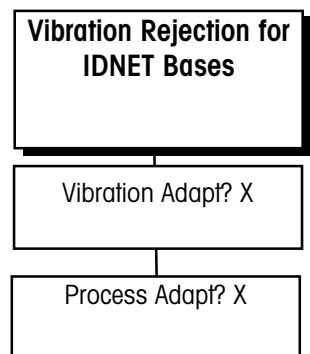 Vibration Rejection for
IDNET Bases
Vibration Adapt? X
Process Adapt? X